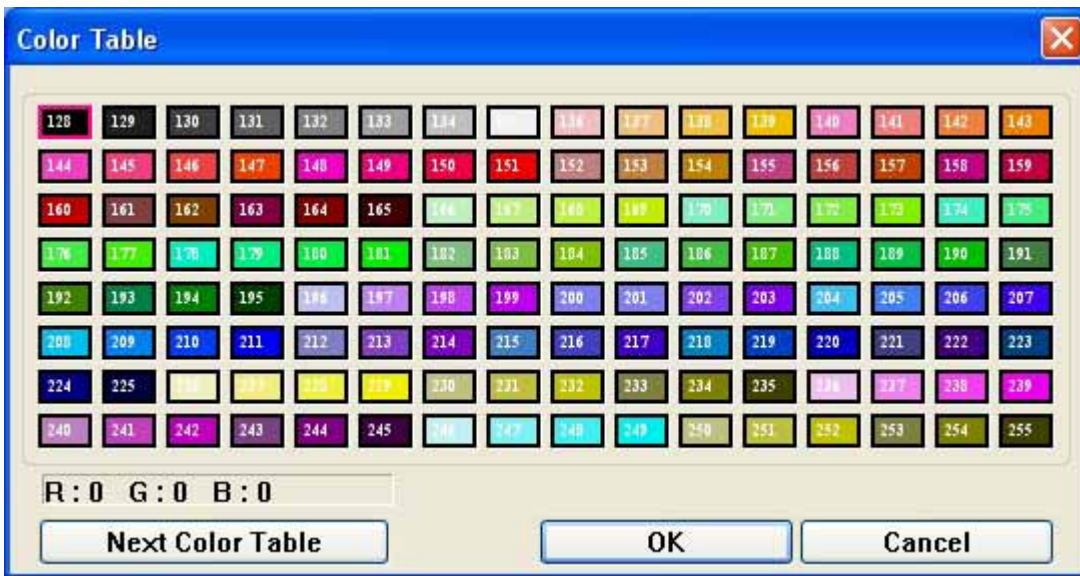 Color Table
128 129 130 131 132 133 134 136 137 138 139 140 141 142 143
144 145 146 147 148 149 150 151 152 153 154 155 156 157 158 159
160 161 162 163 164 165 166 167 168 169 170 171 172 173 174 175
176 177 178 179 180 181 182 183 184 185 186 187 188 189 190 191
192 193 194 195 196 197 198 199 200 201 202 203 204 205 206 207
208 209 210 211 212 213 214 215 216 217 218 219 220 221 222 223
224 225 227 228 229 230 231 232 233 234 235 236 237 238 239
240 241 242 243 244 245 246 247 248 249 250 251 252 253 254 255
R : 0 G : 0 B : 0
Next Color Table OK Cancel